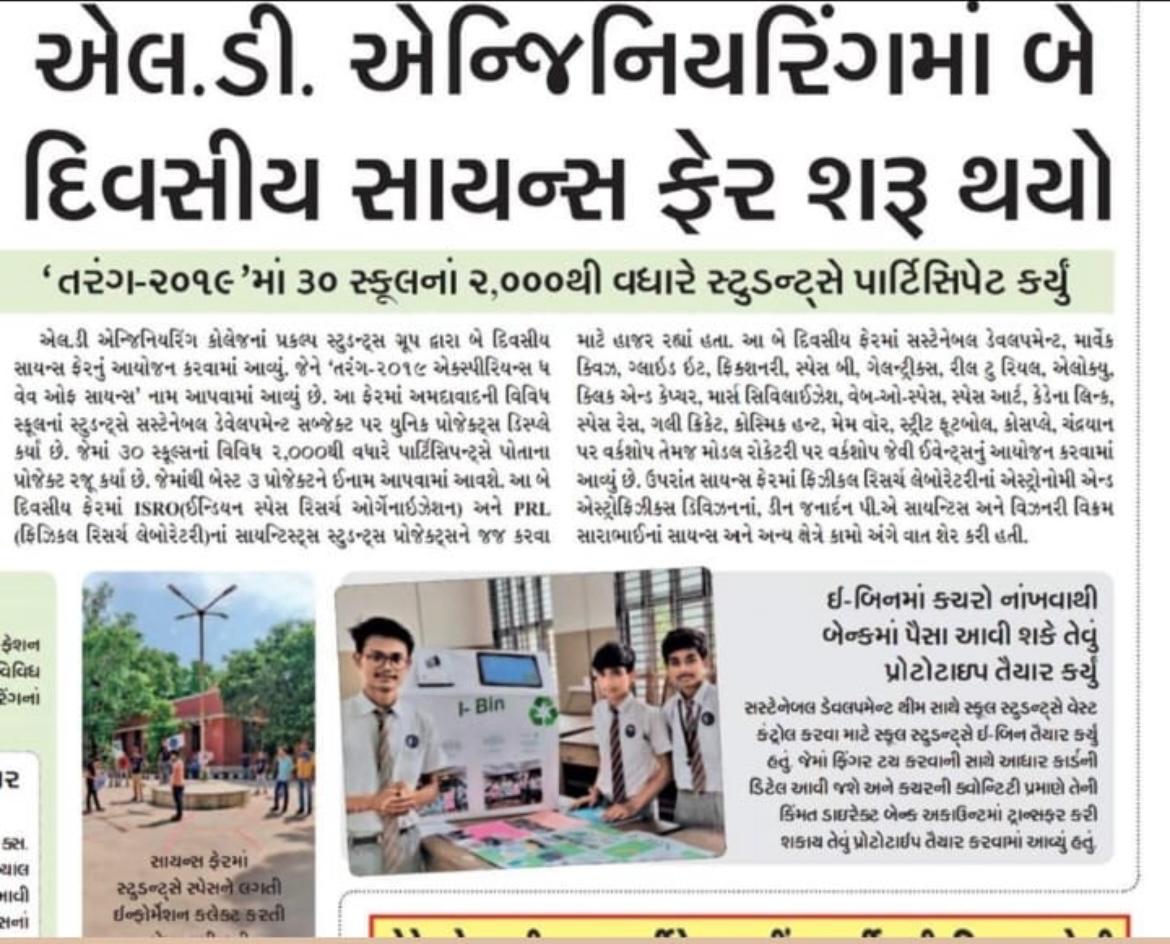 એલ.ડી. એન્જિનિયરિંગમાં બે
દિવસીય સાયન્સ ફેર શરૂ થયો
‘તરંગ-૨૦૧૯’માં ૩૦ સ્કૂલનાં ૨,૦૦૦થી વધારે સ્ટુડન્ટ્સે પાર્ટિસિપેટ કર્યું
એલ.ડી એન્જિનિયરિંગ કોલેજનાં પ્રકલ્પ સ્ટુડન્ટ્સ ગ્રૂપ દ્વારા બે દિવસીય
સાયન્સ ફેરનું આયોજન કરવામાં આવ્યું. જેને ‘તરંગ-૨૦૧૯ એક્સપીરિયન્સ ધ
વેવ ઓફ સાયન્સ’ નામ આપવામાં આવ્યું છે. આ ફેરમાં અમદાવાદની વિવિધ
સ્કૂલનાં સ્ટુડન્ટ્સે સસ્ટેનેબલ ડેવેલપમેન્ટ સબ્જેક્ટ પર યુનિક પ્રોજેક્ટ્સ ડિસ્પ્લે
કર્યા છે. જેમાં ૩૦ સ્કૂલ્સનાં વિવિધ ૨,૦૦૦થી વધારે પાર્ટિસિપન્ટ્સે પોતાના
પ્રોજેક્ટ રજૂ કર્યા છે. જેમાંથી બેસ્ટ ૩ પ્રોજેક્ટને ઈનામ આપવામાં આવશે. આ બે
દિવસીય ફેરમાં ISRO(ઈન્ડિયન સ્પેસ રિસર્ચ ઓર્ગેનાઈઝેશન) અને PRL
(ફિઝિકલ રિસર્ચ લેબોરેટરી)નાં સાયન્ટિસ્ટ્સ સ્ટુડન્ટ્સ પ્રોજેક્ટ્સને જજ કરવા
માટે હાજર રહ્યાં હતા. આ બે દિવસીય ફેરમાં સસ્ટેનેબલ ડેવલપમેન્ટ, માર્વેક
ક્વિઝ, ગ્લાઇડ ઇટ, ફિક્શનરી, સ્પેસ બી, ગેલન્ટ્રીક્સ, રીલ ટુ રિયલ, એલોક્યુ,
ક્લિક એન્ડ કેપ્ચર, માર્સ સિવિલાઈઝેશ, વેબ-ઓ-સ્પેસ, સ્પેસ આર્ટ, કેડેના લિન્ક,
સ્પેસ રેસ, ગલી ક્રિકેટ, કોસ્મિક હન્ટ, મેમ વૉર, સ્ટ્રીટ ફૂટબોલ, કોસપ્લે, ચંદ્રયાન
પર વર્કશોપ તેમજ મોડલ રોકેટરી પર વર્કશોપ જેવી ઈવેન્ટ્સનું આયોજન કરવામાં
આવ્યું છે. ઉપરાંત સાયન્સ ફેરમાં ફિઝીકલ રિસર્ચ લેબોરેટરીનાં એસ્ટ્રોનોમી એન્ડ
એસ્ટ્રોફિઝીક્સ ડિવિઝનનાં, ડીન જનાર્દન પી.એ સાયન્ટિસ અને વિઝનરી વિક્રમ
સારાભાઈનાં સાયન્સ અને અન્ય ક્ષેત્રે કામો અંગે વાત શેર કરી હતી.
ફેશન
વિવિધ
રિંગનાં
ાર
ક્સ.
્યાલ
આવી
સનાં
સાયન્સ ફેરમાં
સ્ટુડન્ટ્સે સ્પેસને લગતી
ઈન્ફોર્મેશન કલેક્ટ કરતી
I- Bin
ઈ-બિનમાં કચરો નાંખવાથી
બેન્કમાં પૈસા આવી શકે તેવું
પ્રોટોટાઇપ તૈયાર કર્યું
સસ્ટેનેબલ ડેવલપમેન્ટ થીમ સાથે સ્કૂલ સ્ટુડન્ટ્સે વેસ્ટ
કંટ્રોલ કરવા માટે સ્કૂલ સ્ટુડન્ટ્સે ઈ-બિન તૈયાર કર્યું
હતું. જેમાં ફિંગર ટચ કરવાની સાથે આધાર કાર્ડની
ડિટેલ આવી જશે અને કચરની ક્વોન્ટિટી પ્રમાણે તેની
કિંમત ડાઇરેક્ટ બેન્ક અકાઉન્ટમાં ટ્રાન્સફર કરી
શકાય તેવું પ્રોટોટાઈપ તૈયાર કરવામાં આવ્યું હતું.